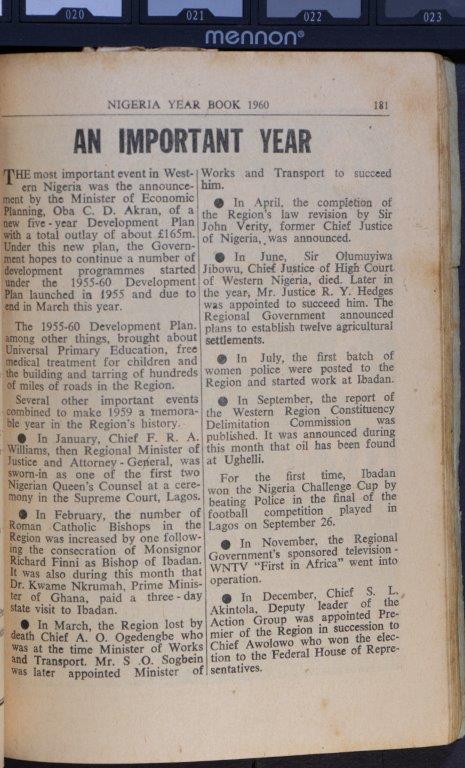 020 021 022 023
mennon®
NIGERIA YEAR BOOK 1960 181
AN IMPORTANT YEAR
THE most important event in West-
ern Nigeria was the announce-
ment by the Minister of Economic
Planning, Oba C. D. Akran, of a
new five-year Development Plan
with a total outlay of about £165m.
Under this new plan, the Govern-
ment hopes to continue a number of
development programmes started
under the 1955-60 Development
Plan launched in 1955 and due to
end in March this year.
The 1955-60 Development Plan.
among other things, brought about
Universal Primary Education, free
medical treatment for children and
the building and tarring of hundreds
of miles of roads in the Region.
Several other important events
combined to make 1959 a memora-
ble year in the Region's history.
● In January, Chief F. R. A.
Williams, then Regional Minister of
Justice and Attorney-General, was
sworn-in as one of the first two
Nigerian Queen's Counsel at a cere-
mony in the Supreme Court, Lagos.
● In February, the number of
Roman Catholic Bishops in the
Region was increased by one follow-
ing the consecration of Monsignor
Richard Finni as Bishop of Ibadan.
It was also during this month that
Dr. Kwame Nkrumah, Prime Minis-
ter of Ghana, paid a three-day
state visit to Ibadan.
● In March, the Region lost by
death Chief A. O. Ogedengbe who
was at the time Minister of Works
and Transport. Mr. S .O. Sogbein
was later appointed Minister of
Works and Transport to succeed
him.
● In April, the completion of
the Region's law revision by Sir
John Verity, former Chief Justice
of Nigeria, was announced.
● In June, Sir Olumuyiwa
Jibowu, Chief Justice of High Court
of Western Nigeria, died. Later in
the year, Mr. Justice R. Y. Hedges
was appointed to succeed him. The
Regional Government announced
plans to establish twelve agricultural
settlements.
● In July, the first batch of
women police were posted to the
Region and started work at Ibadan.
● In September, the report of
the Western Region Constituency
Delimitation Commission was
published. It was announced during
this month that oil has been found
at Ughelli.
For the first time, Ibadan
won the Nigeria Challenge Cup by
beating Police in the final of the
football competition played in
Lagos on September 26.
● In November, the Regional
Government's sponsored television-
WNTV "First in Africa" went into
operation.
● In December, Chief S. L.
Akintola, Deputy leader of the
Action Group was appointed Pre-
mier of the Region in succession to
Chief Awolowo who won the elec-
tion to the Federal House of Repre-
sentatives.